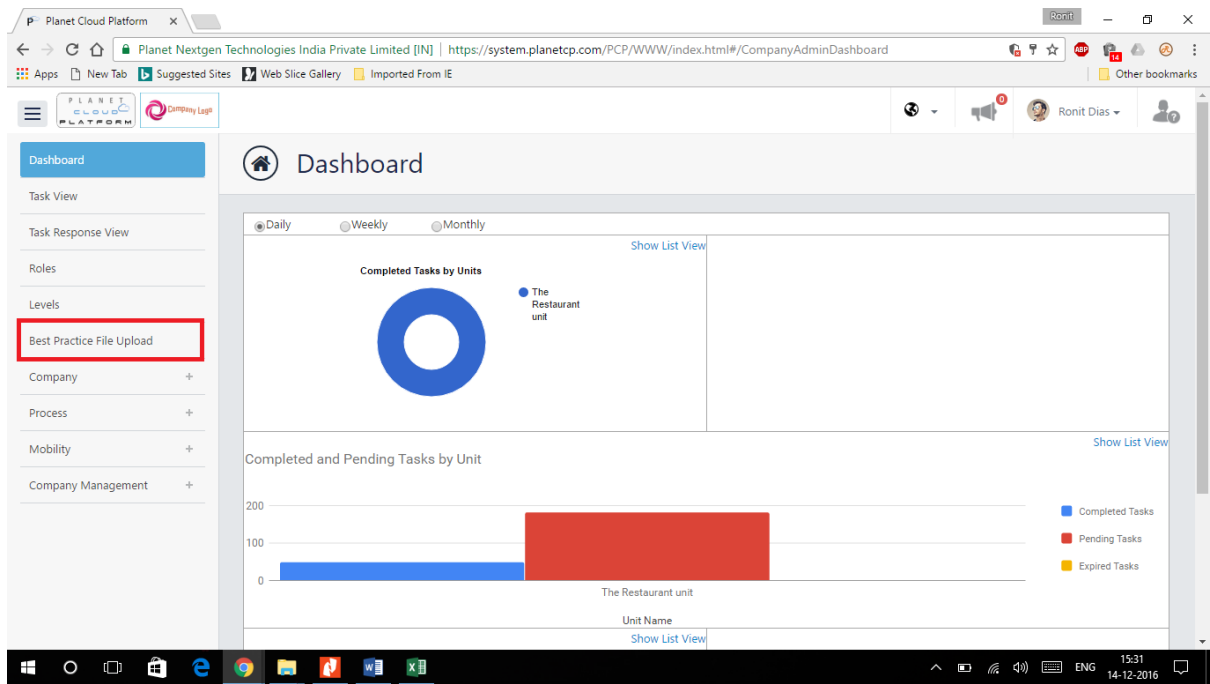 Planet Cloud Platform
Ronit
Planet Nextgen Technologies India Private Limited [IN] | https://system.planetcp.com/PCP/WWW/index.html#/CompanyAdminDashboard
ABP
14
Apps New Tab Suggested Sites Web Slice Gallery Imported From IE Other bookmarks
PLANET
CLOUD
PLATFORM
Company Logo
0
Ronit Dias
Dashboard
Task View
Task Response View
Roles
Levels
Best Practice File Upload
Company +
Process +
Mobility +
Company Management +
Dashboard
Daily Weekly Monthly
Show List View
Completed Tasks by Units
The
Restaurant
unit
Show List View
Completed and Pending Tasks by Unit
200
100
0
The Restaurant unit
Unit Name
Completed Tasks
Pending Tasks
Expired Tasks
Show List View
ENG
15:31
14-12-2016